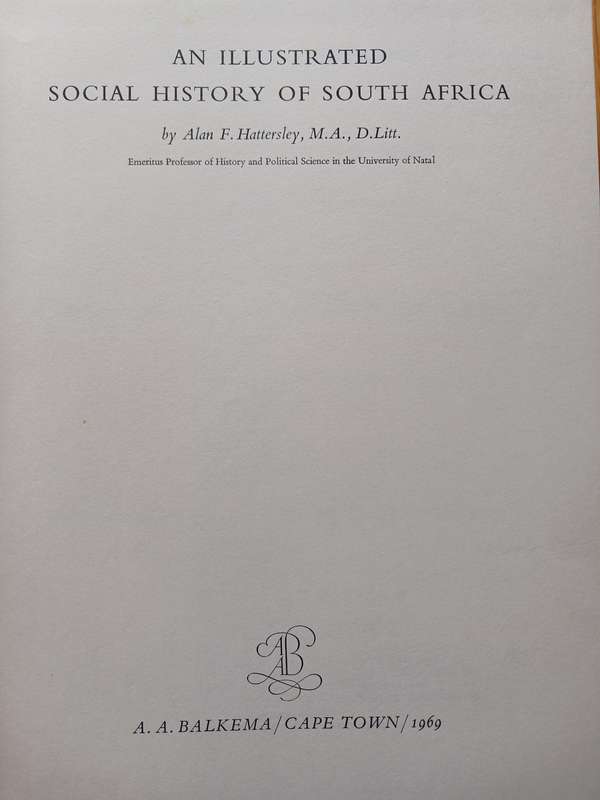 AN ILLUSTRATED
SOCIAL HISTORY OF SOUTH AFRICA
by Alan F. Hattersley, M.A., D.Litt.
Emeritus Professor of History and Political Science in the University of Natal
AAB
A. A. BALKEMA/CAPE TOWN/1969